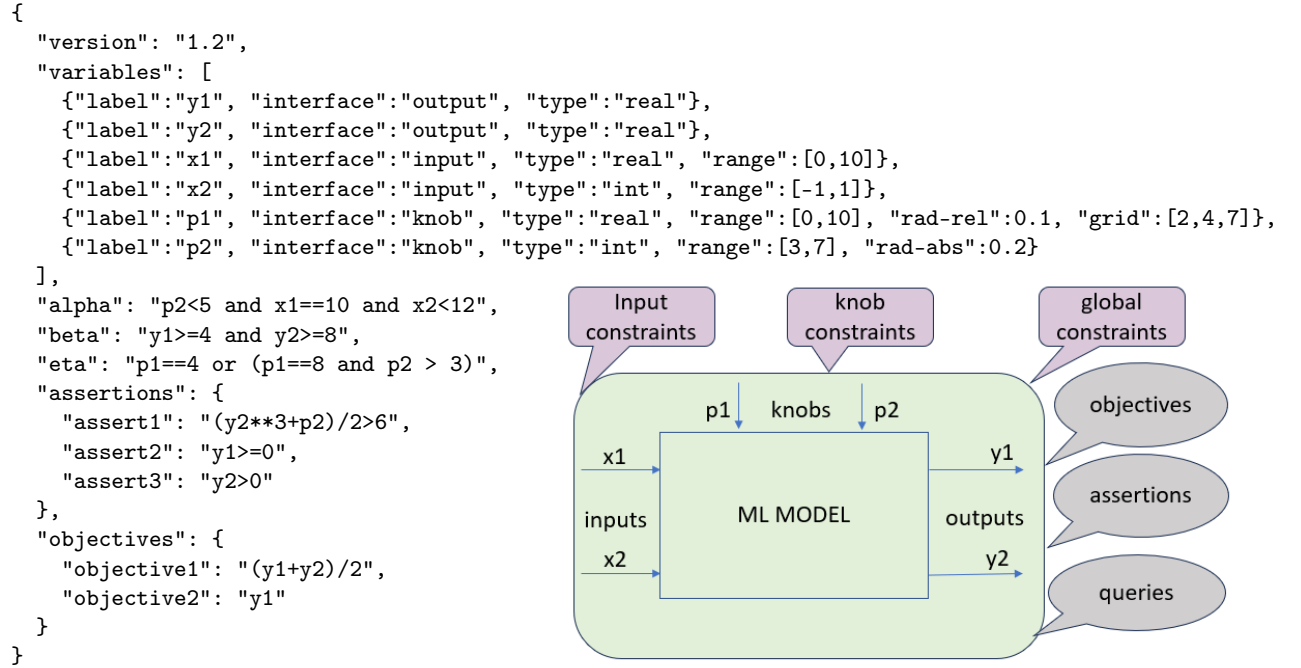 {
  "version": "1.2",
  "variables": [
    {"label":"y1", "interface":"output", "type":"real"},
    {"label":"y2", "interface":"output", "type":"real"},
    {"label":"x1", "interface":"input", "type":"real", "range":[0,10]},
    {"label":"x2", "interface":"input", "type":"int", "range":[-1,1]},
    {"label":"p1", "interface":"knob", "type":"real", "range":[0,10], "rad-rel":0.1, "grid":[2,4,7]},
    {"label":"p2", "interface":"knob", "type":"int", "range":[3,7], "rad-abs":0.2}
  ],
  "alpha": "p2<5 and x1==10 and x2<12",
  "beta": "y1>=4 and y2>=8",
  "eta": "p1==4 or (p1==8 and p2 > 3)",
  "assertions": {
    "assert1": "(y2**3+p2)/2>6",
    "assert2": "y1>=0",
    "assert3": "y2>0"
  },
  "objectives": {
    "objective1": "(y1+y2)/2",
    "objective2": "y1"
  }
}
Input
constraints
knob
constraints
global
constraints
p1
knobs
p2
x1
inputs
x2
ML MODEL
y1
outputs
y2
objectives
assertions
queries